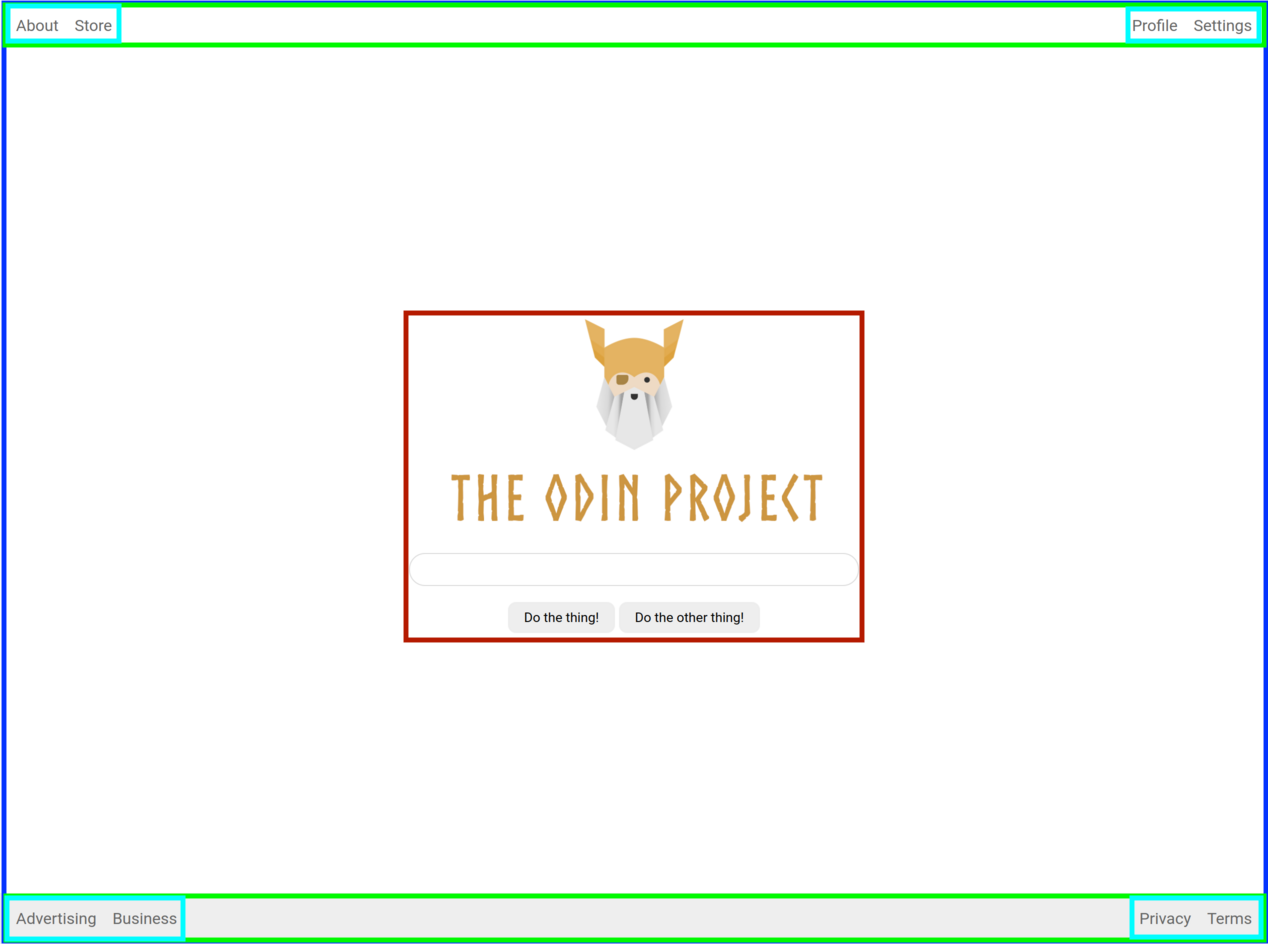 About Store Profile Settings
THE ODIN PROJECT
Do the thing! Do the other thing!
Advertising Business Privacy Terms